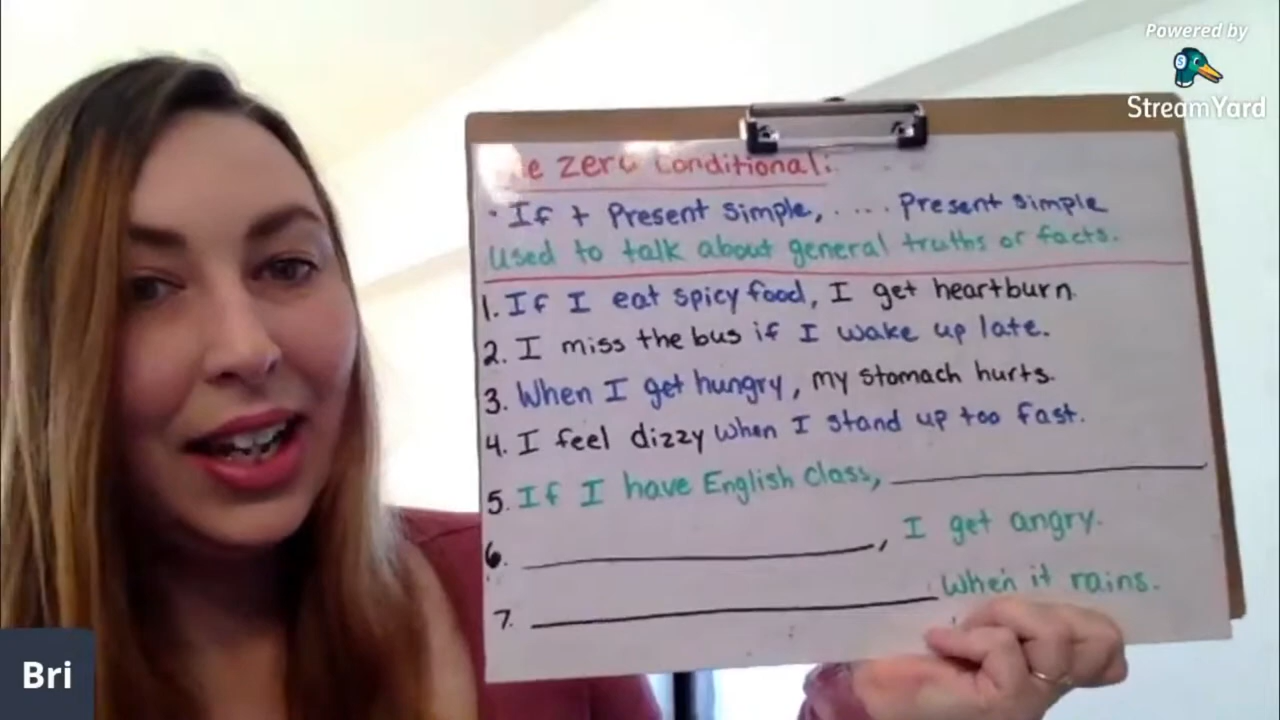 Powered by
StreamYard
Zero Conditional:
· If + Present simple, ..... Present simple
Used to talk about general truths or facts.
1. If I eat spicy food, I get heartburn.
2. I miss the bus if I wake up late.
3. When I get hungry, my stomach hurts.
4. I feel dizzy when I stand up too fast.
5. If I have English class, ___________
6. ___________, I get angry.
7. ___________ when it rains.
Bri